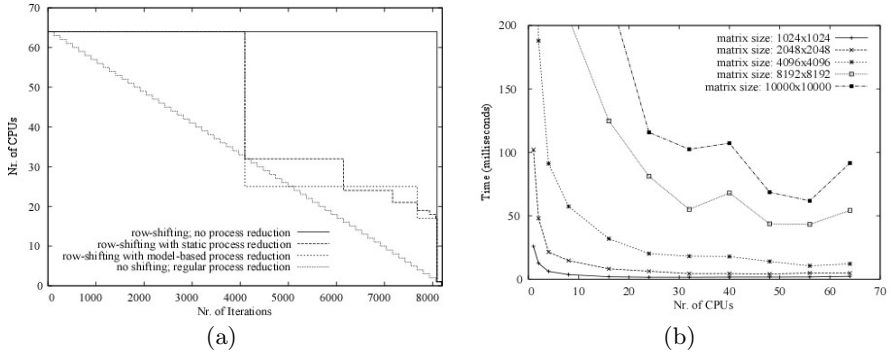 70
60
50
40
30
20
10
0
Nr. of CPUs
row-shifting; no process reduction
row-shifting with static process reduction
row-shifting with model-based process reduction
no shifting; regular process reduction
0 1000 2000 3000 4000 5000 6000 7000 8000
Nr. of Iterations
(a)
200
150
100
50
0
Time (milliseconds)
matrix size: 1024x1024
matrix size: 2048x2048
matrix size: 4096x4096
matrix size: 8192x8192
matrix size: 10000x10000
0 10 20 30 40 50 60 70
Nr. of CPUs
(b)